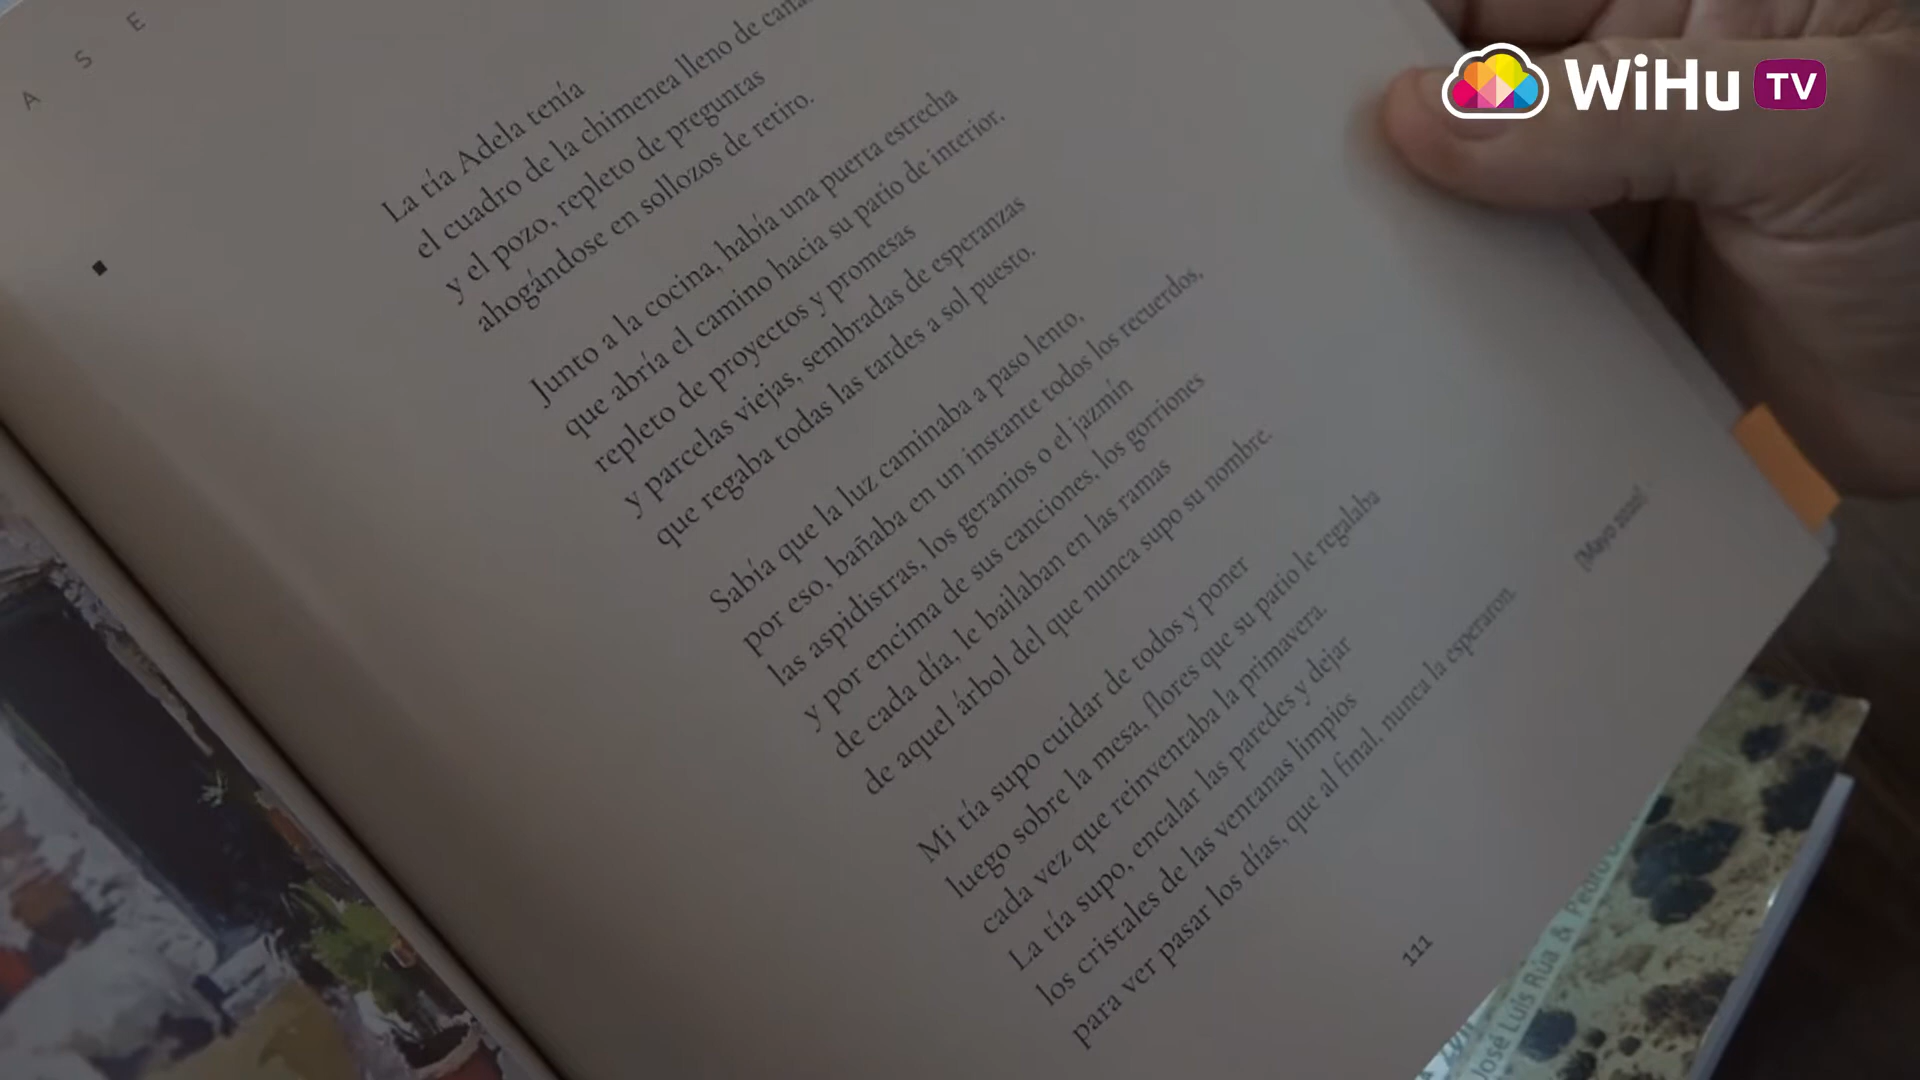 WiHu TV
A S E
La tía Adela tenía
el cuadro de la chimenea lleno de
y el pozo, repleto de preguntas
ahogándose en sollozos de retiro.
Junto a la cocina, había una puerta estrecha
que abría el camino hacia su patio de interior,
repleto de proyectos y promesas
y parcelas viejas, sembradas de esperanzas
que regaba todas las tardes a sol puesto.
Sabía que la luz caminaba a paso lento,
por eso, bañaba en un instante todos los recuerdos,
las aspidistras, los geranios o el jazmín
y por encima de sus canciones, los gorriones
de cada día, le bailaban en las ramas
de aquel árbol del que nunca supo su nombre.
Mi tía supo cuidar de todos y poner
luego sobre la mesa, flores que su patio le regalaba
cada vez que reinventaba la primavera.
La tía supo, encalar las paredes y dejar
los cristales de las ventanas limpios
para ver pasar los días, que al final, nunca la esperaron.
[Mayo
111
José Luis Rúa &